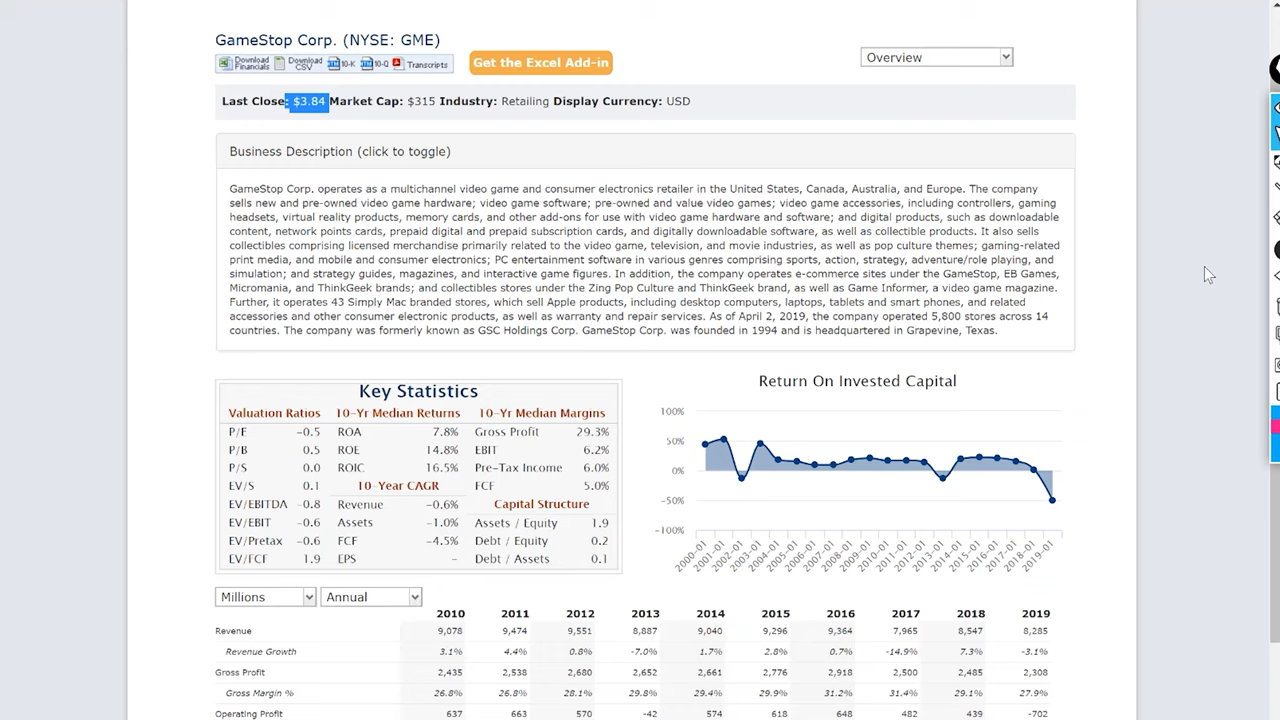 GameStop Corp. (NYSE: GME)
Download Financials Download CSV 10-K 10-Q Transcripts
Get the Excel Add-in
Overview
Last Close: $3.84 Market Cap: $315 Industry: Retailing Display Currency: USD
Business Description (click to toggle)
GameStop Corp. operates as a multichannel video game and consumer electronics retailer in the United States, Canada, Australia, and Europe. The company
sells new and pre-owned video game hardware; video game software; pre-owned and value video games; video game accessories, including controllers, gaming
headsets, virtual reality products, memory cards, and other add-ons for use with video game hardware and software; and digital products, such as downloadable
content, network points cards, prepaid digital and prepaid subscription cards, and digitally downloadable software, as well as collectible products. It also sells
collectibles comprising licensed merchandise primarily related to the video game, television, and movie industries, as well as pop culture themes; gaming-related
print media, and mobile and consumer electronics; PC entertainment software in various genres comprising sports, action, strategy, adventure/role playing, and
simulation; and strategy guides, magazines, and interactive game figures. In addition, the company operates e-commerce sites under the GameStop, EB Games,
Micromania, and ThinkGeek brands; and collectibles stores under the Zing Pop Culture and ThinkGeek brand, as well as Game Informer, a video game magazine.
Further, it operates 43 Simply Mac branded stores, which sell Apple products, including desktop computers, laptops, tablets and smart phones, and related
accessories and other consumer electronic products, as well as warranty and repair services. As of April 2, 2019, the company operated 5,800 stores across 14
countries. The company was formerly known as GSC Holdings Corp. GameStop Corp. was founded in 1994 and is headquartered in Grapevine, Texas.
Key Statistics
Valuation Ratios 10-Yr Median Returns 10-Yr Median Margins
P/E -0.5 ROA 7.8% Gross Profit 29.3%
P/B 0.5 ROE 14.8% EBIT 6.2%
P/S 0.0 ROIC 16.5% Pre-Tax Income 6.0%
EV/S 0.1 10-Year CAGR FCF 5.0%
EV/EBITDA -0.8 Revenue -0.6% Capital Structure
EV/EBIT -0.6 Assets -1.0% Assets / Equity 1.9
EV/Pretax -0.6 FCF -4.5% Debt / Equity 0.2
EV/FCF 1.9 EPS - Debt / Assets 0.1
Return On Invested Capital
100%
50%
0%
-50%
-100%
2000-01 2001-01 2002-01 2003-01 2004-01 2005-01 2006-01 2007-01 2008-01 2009-01 2010-01 2011-01 2012-01 2013-01 2014-01 2015-01 2016-01 2017-01 2018-01 2019-01
Millions Annual
2010 2011 2012 2013 2014 2015 2016 2017 2018 2019
Revenue 9,078 9,474 9,551 8,887 9,040 9,296 9,364 7,965 8,547 8,285
Revenue Growth 3.1% 4.4% 0.8% -7.0% 1.7% 2.8% 0.7% -14.9% 7.3% -3.1%
Gross Profit 2,435 2,538 2,680 2,652 2,661 2,776 2,918 2,500 2,485 2,308
Gross Margin % 26.8% 26.8% 28.1% 29.8% 29.4% 29.9% 31.2% 31.4% 29.1% 27.9%
Operating Profit 637 663 570 -42 574 618 648 482 439 -702